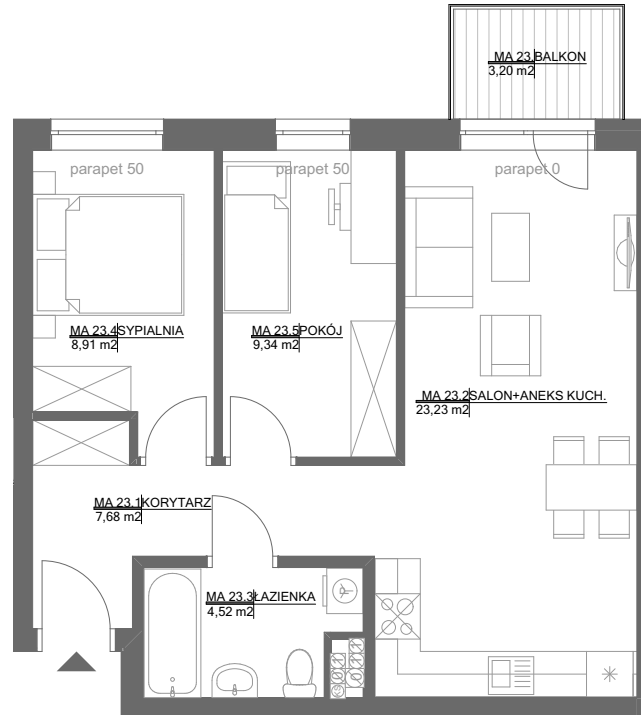 MA 23.BALKON
3,20 m2
parapet 50
parapet 50
parapet 0
MA 23.4SYPIALNIA
8,91 m2
MA 23.5POKÓJ
9,34 m2
MA 23.2SALON+ANEKS KUCH.
23,23 m2
MA 23.1KORYTARZ
7,68 m2
MA 23.3ŁAZIENKA
4,52 m2